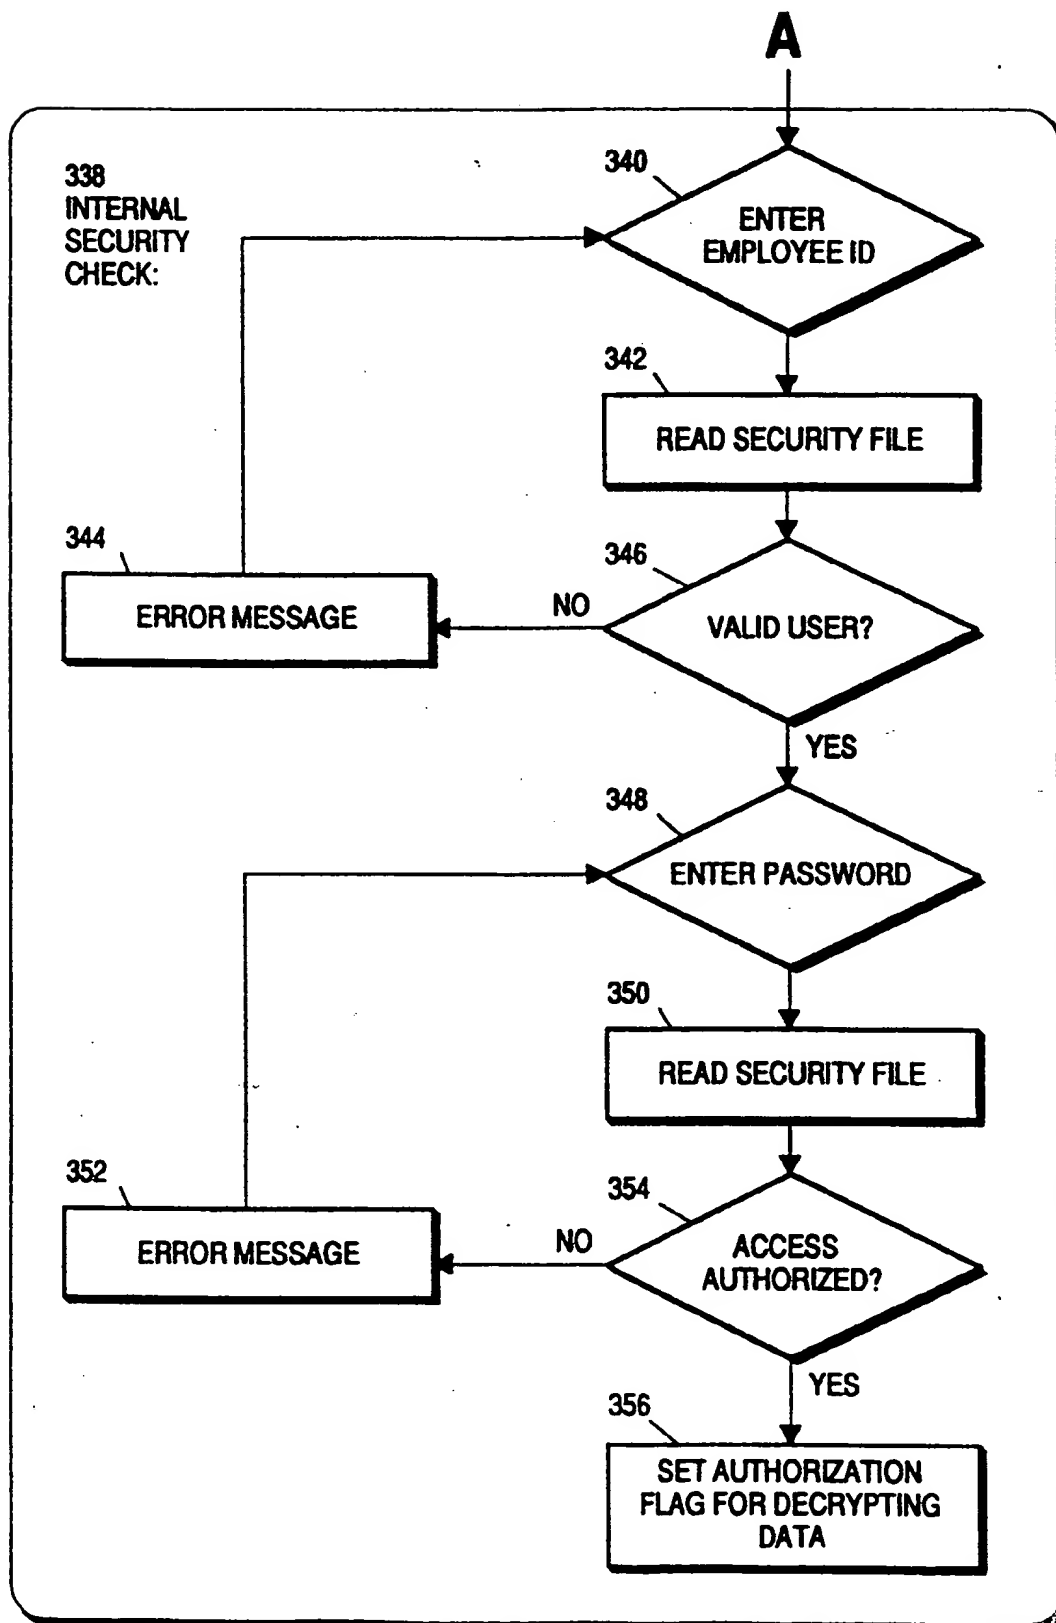 A
338
INTERNAL
SECURITY
CHECK:
340
ENTER
EMPLOYEE ID
342
READ SECURITY FILE
344
ERROR MESSAGE
346
NO
VALID USER?
YES
348
ENTER PASSWORD
350
READ SECURITY FILE
352
ERROR MESSAGE
354
NO
ACCESS
AUTHORIZED?
YES
356
SET AUTHORIZATION
FLAG FOR DECRYPTING
DATA